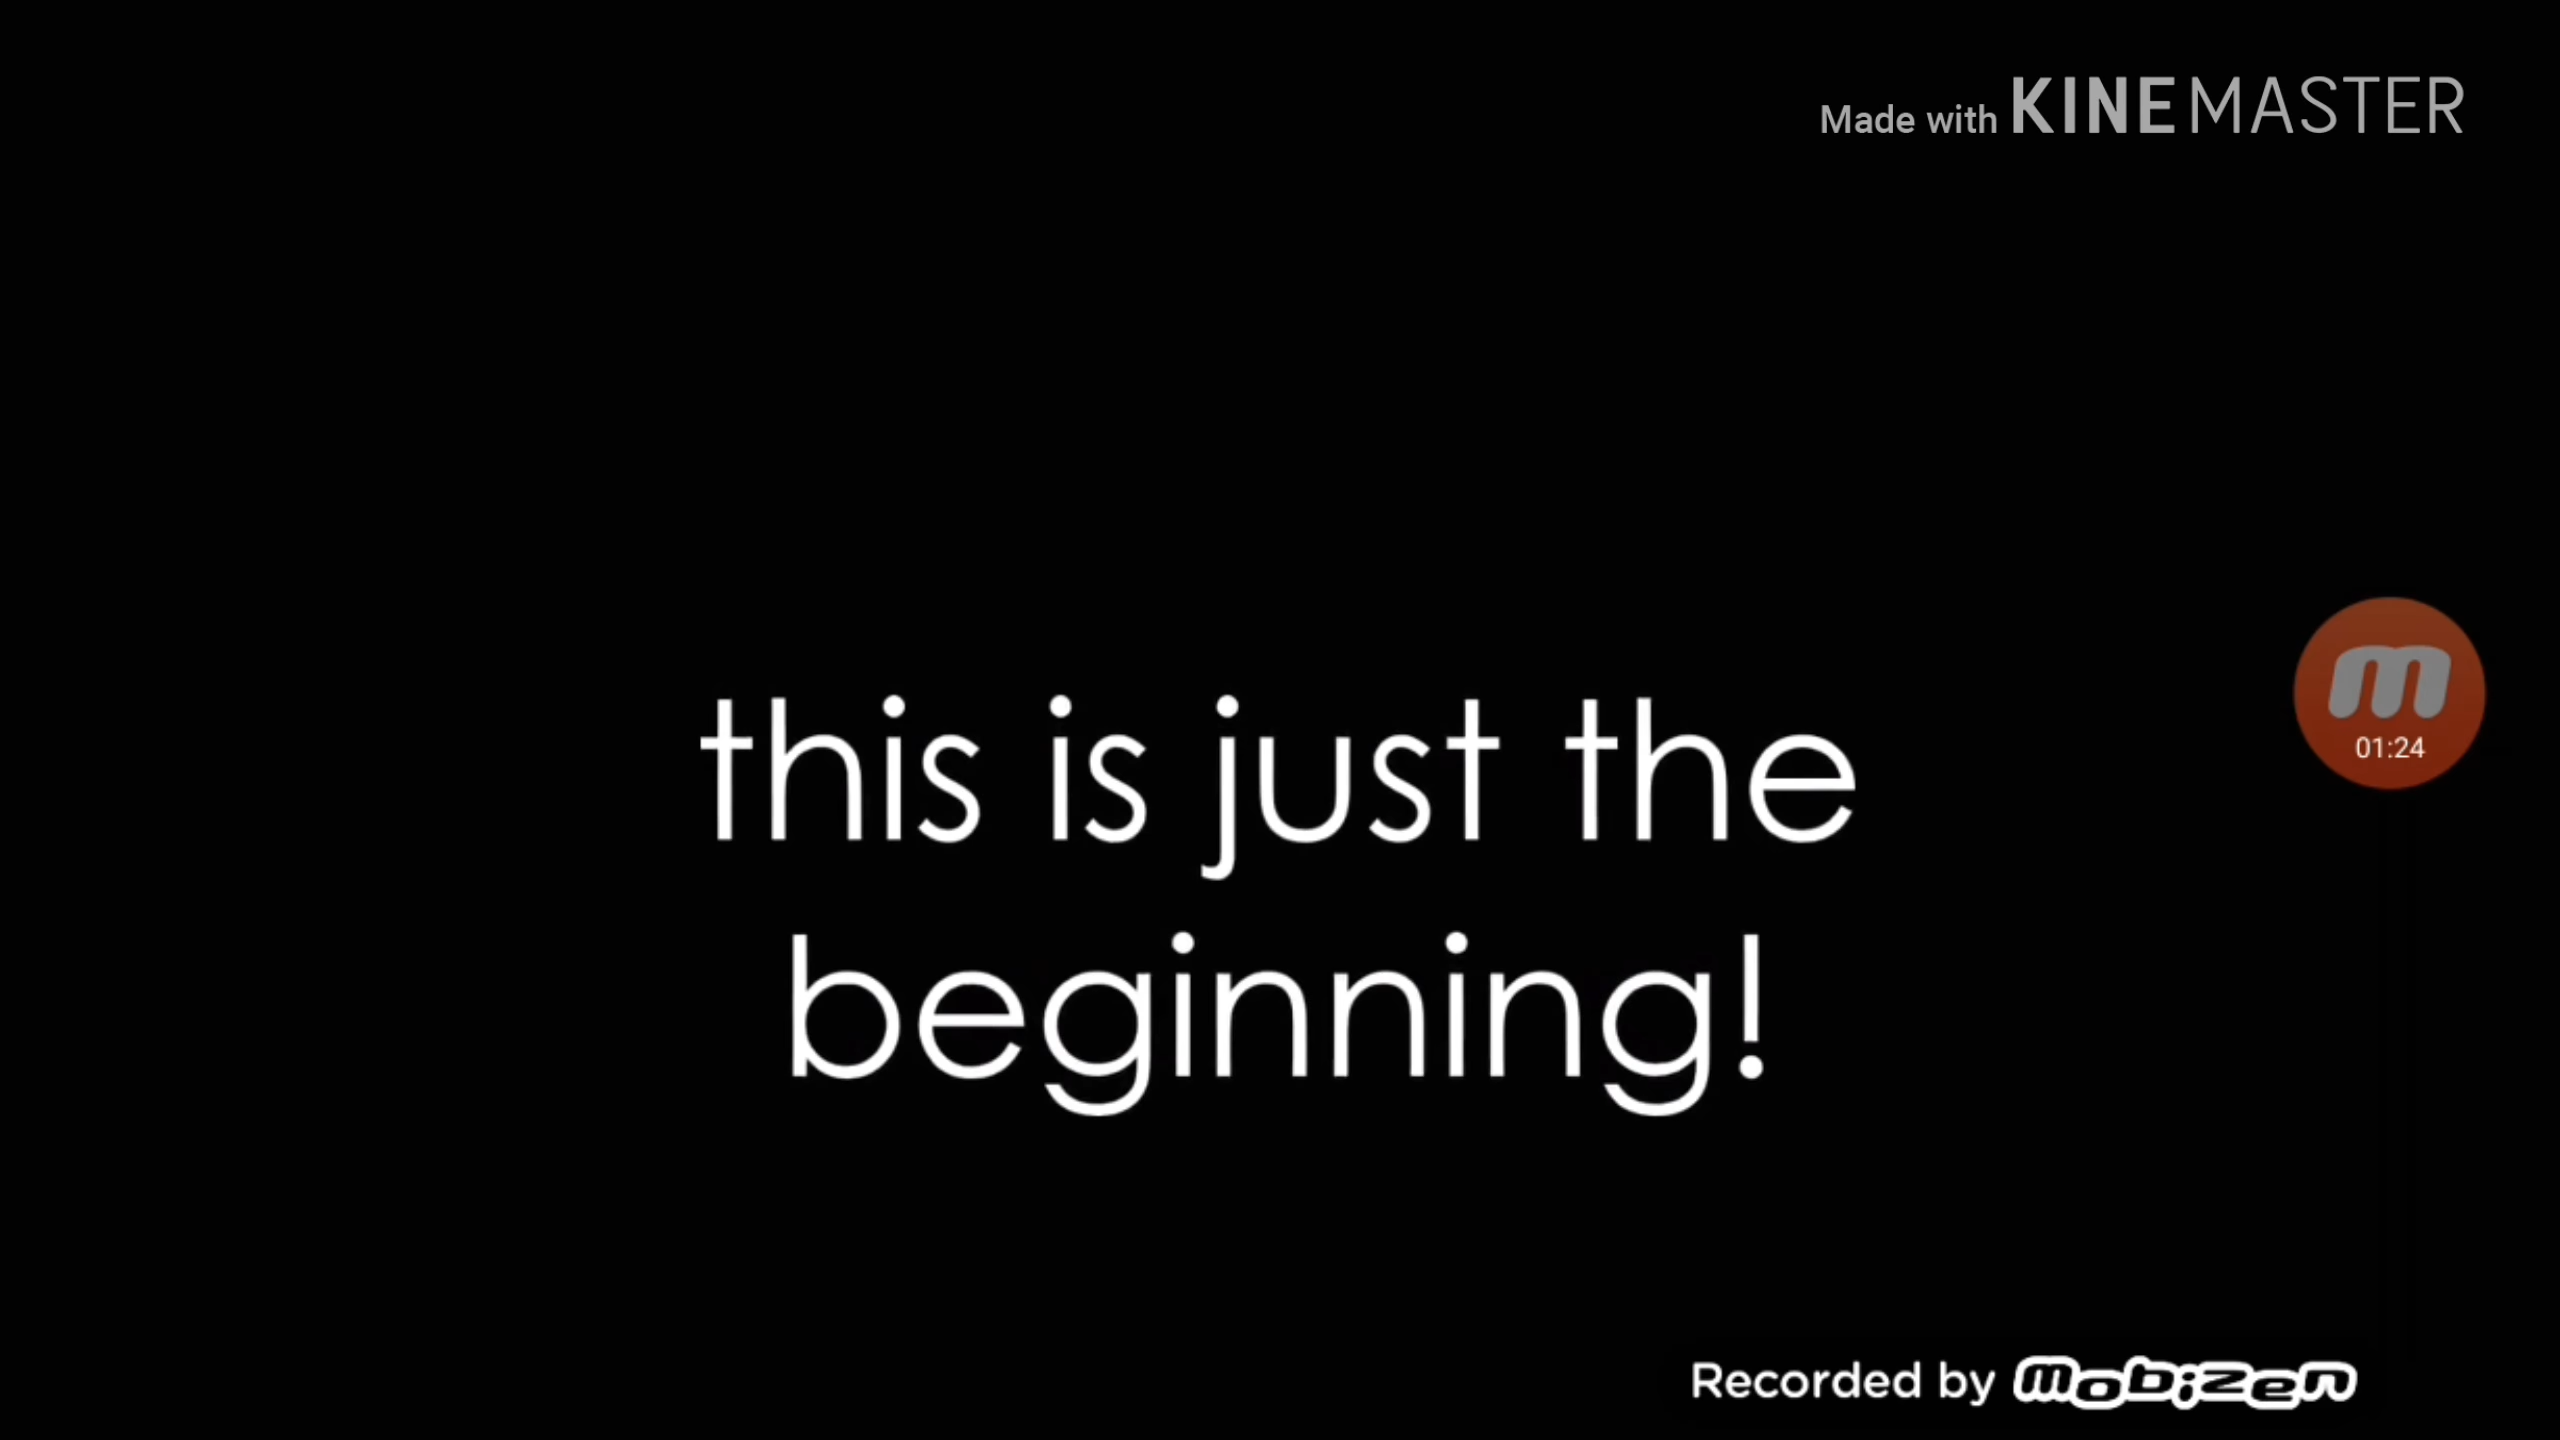 Made with KINEMASTER
m
01:24
this is just the
beginning!
Recorded by mobizen